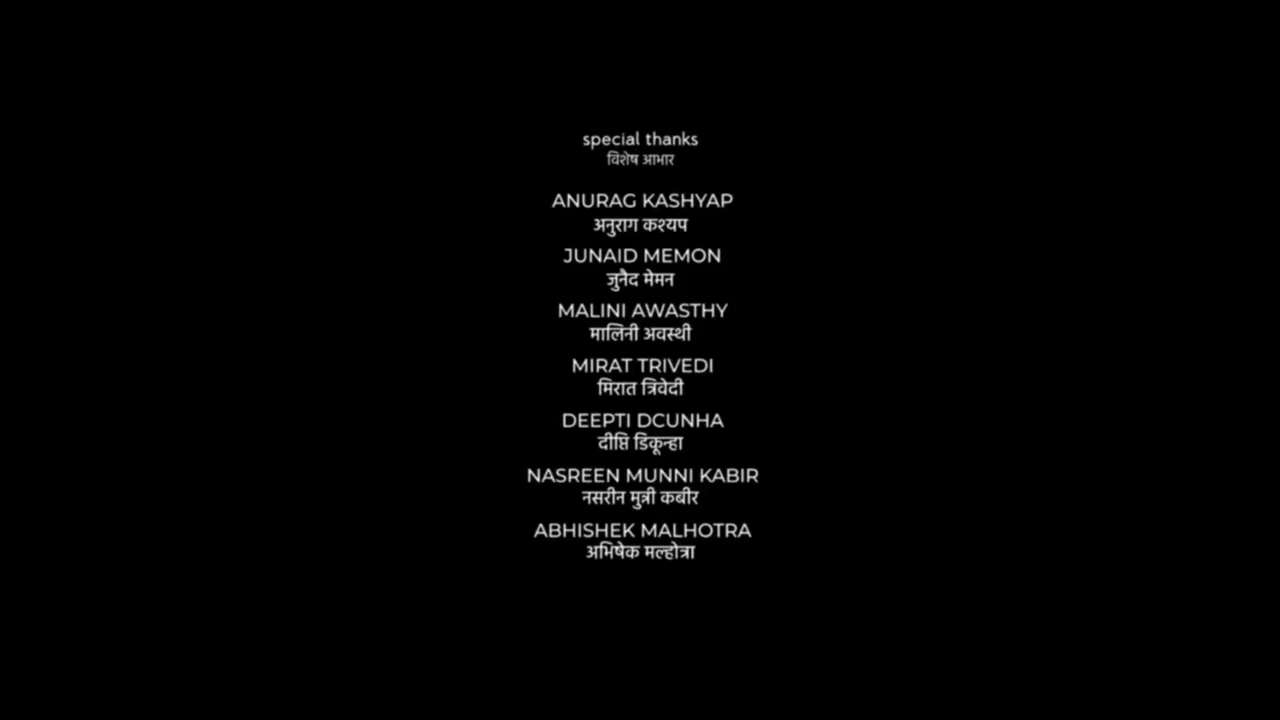 special thanks
विशेष आभार
ANURAG KASHYAP
अनुराग कश्यप
JUNAID MEMON
जुनैद मेमन
MALINI AWASTHY
मालिनी अवस्थी
MIRAT TRIVEDI
मिरात त्रिवेदी
DEEPTI DCUNHA
दीप्ति डिकून्हा
NASREEN MUNNI KABIR
नसरीन मुन्नी कबीर
ABHISHEK MALHOTRA
अभिषेक मल्होत्रा